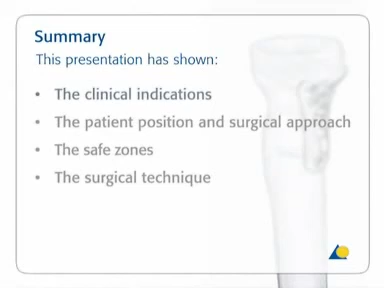 Summary
This presentation has shown:
• The clinical indications
• The patient position and surgical approach
• The safe zones
• The surgical technique